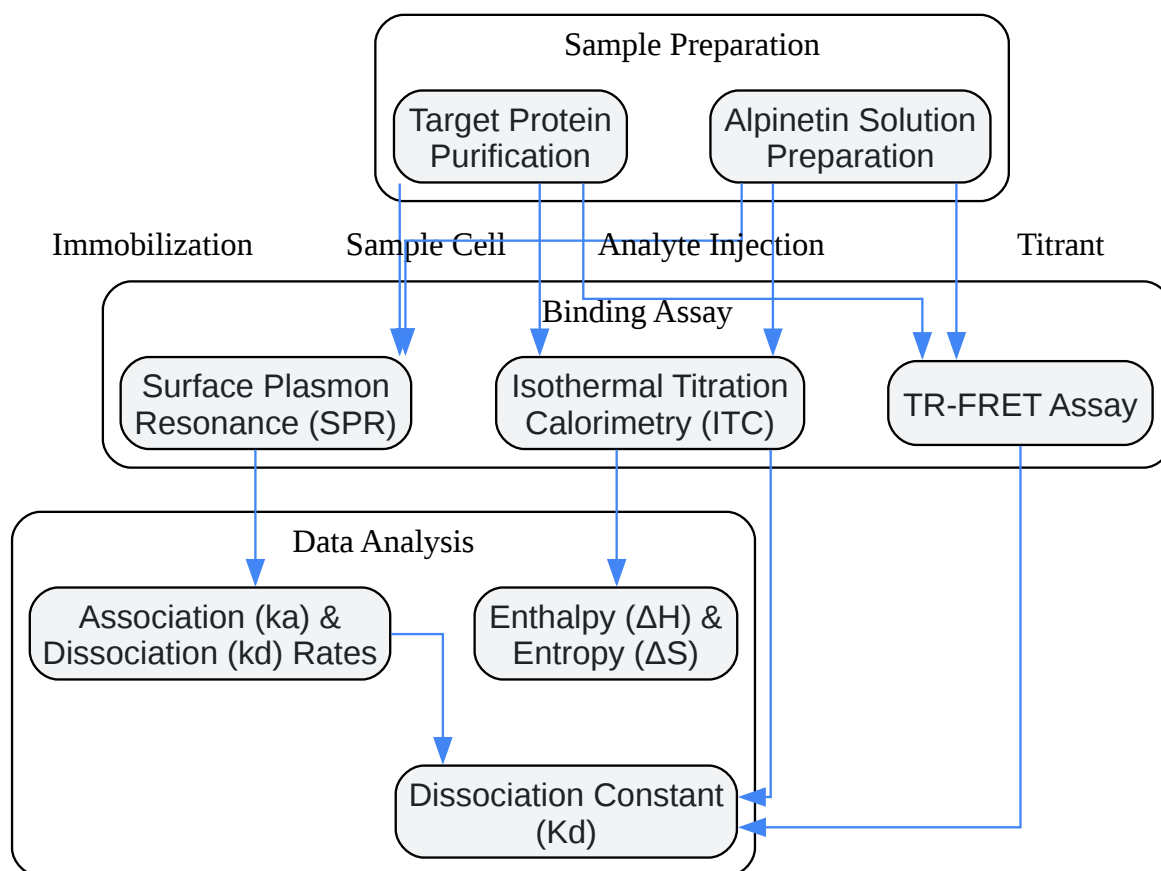 Sample Preparation
Target Protein
Purification
Alpinetin Solution
Preparation
Immobilization
Sample Cell
Analyte Injection
Titrant
Binding Assay
Surface Plasmon
Resonance (SPR)
Isothermal Titration
Calorimetry (ITC)
TR-FRET Assay
Data Analysis
Association (ka) &
Dissociation (kd) Rates
Enthalpy (ΔH) &
Entropy (ΔS)
Dissociation Constant
(Kd)